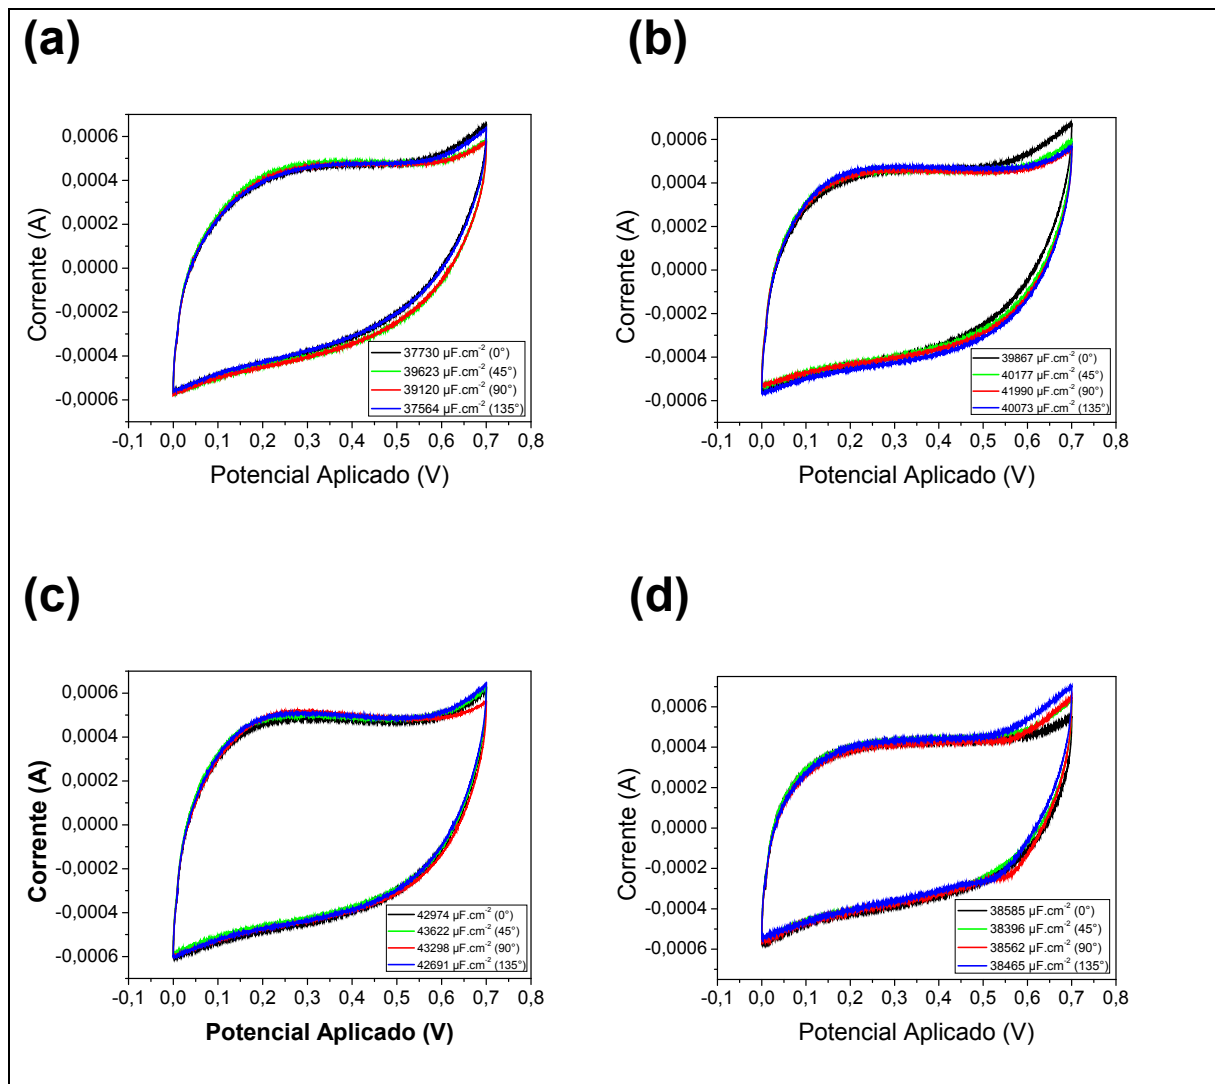 (a)
0,0006
0,0004
0,0002
0,0000
-0,0002
-0,0004
-0,0006
Corrente (A)
37730 µF.cm⁻² (0°)
39623 µF.cm⁻² (45°)
39120 µF.cm⁻² (90°)
37564 µF.cm⁻² (135°)
-0,1 0,0 0,1 0,2 0,3 0,4 0,5 0,6 0,7 0,8
Potencial Aplicado (V)
(b)
0,0006
0,0004
0,0002
0,0000
-0,0002
-0,0004
-0,0006
Corrente (A)
39867 µF.cm⁻² (0°)
40177 µF.cm⁻² (45°)
41990 µF.cm⁻² (90°)
40073 µF.cm⁻² (135°)
-0,1 0,0 0,1 0,2 0,3 0,4 0,5 0,6 0,7 0,8
Potencial Aplicado (V)
(c)
0,0006
0,0004
0,0002
0,0000
-0,0002
-0,0004
-0,0006
Corrente (A)
42974 µF.cm⁻² (0°)
43622 µF.cm⁻² (45°)
43298 µF.cm⁻² (90°)
42691 µF.cm⁻² (135°)
-0,1 0,0 0,1 0,2 0,3 0,4 0,5 0,6 0,7 0,8
Potencial Aplicado (V)
(d)
0,0006
0,0004
0,0002
0,0000
-0,0002
-0,0004
-0,0006
Corrente (A)
38585 µF.cm⁻² (0°)
38396 µF.cm⁻² (45°)
38562 µF.cm⁻² (90°)
38465 µF.cm⁻² (135°)
-0,1 0,0 0,1 0,2 0,3 0,4 0,5 0,6 0,7 0,8
Potencial Aplicado (V)